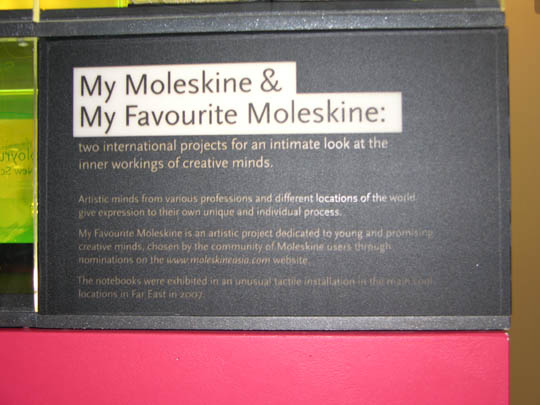 My Moleskine &
My Favourite Moleskine:
two international projects for an intimate look at the
inner workings of creative minds.
Artistic minds from various professions and different locations of the world
give expression to their own unique and individual process.
My Favourite Moleskine is an artistic project dedicated to young and promising
creative minds, chosen by the community of Moleskine users through
nominations on the www.moleskineasia.com website.
The notebooks were exhibited in an unusual tactile installation in the main cool
locations in Far East in 2007.